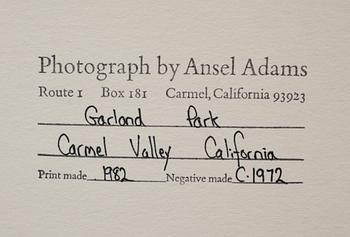 Photograph by Ansel Adams
Route 1 Box 181 Carmel, California 93923
Garland Park
Carmel Valley California
Print made 1982 Negative made C.1972